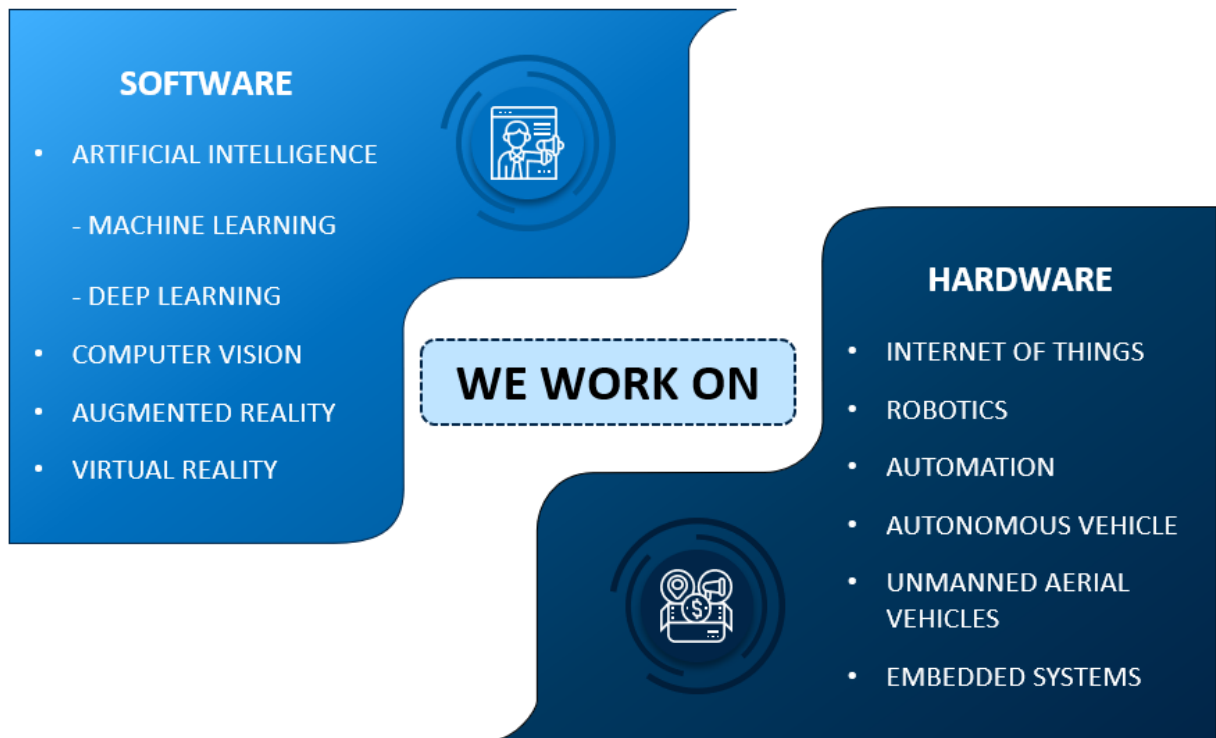 SOFTWARE
• ARTIFICIAL INTELLIGENCE
- MACHINE LEARNING
- DEEP LEARNING
• COMPUTER VISION
• AUGMENTED REALITY
• VIRTUAL REALITY
WE WORK ON
HARDWARE
• INTERNET OF THINGS
• ROBOTICS
• AUTOMATION
• AUTONOMOUS VEHICLE
• UNMANNED AERIAL
VEHICLES
• EMBEDDED SYSTEMS
$